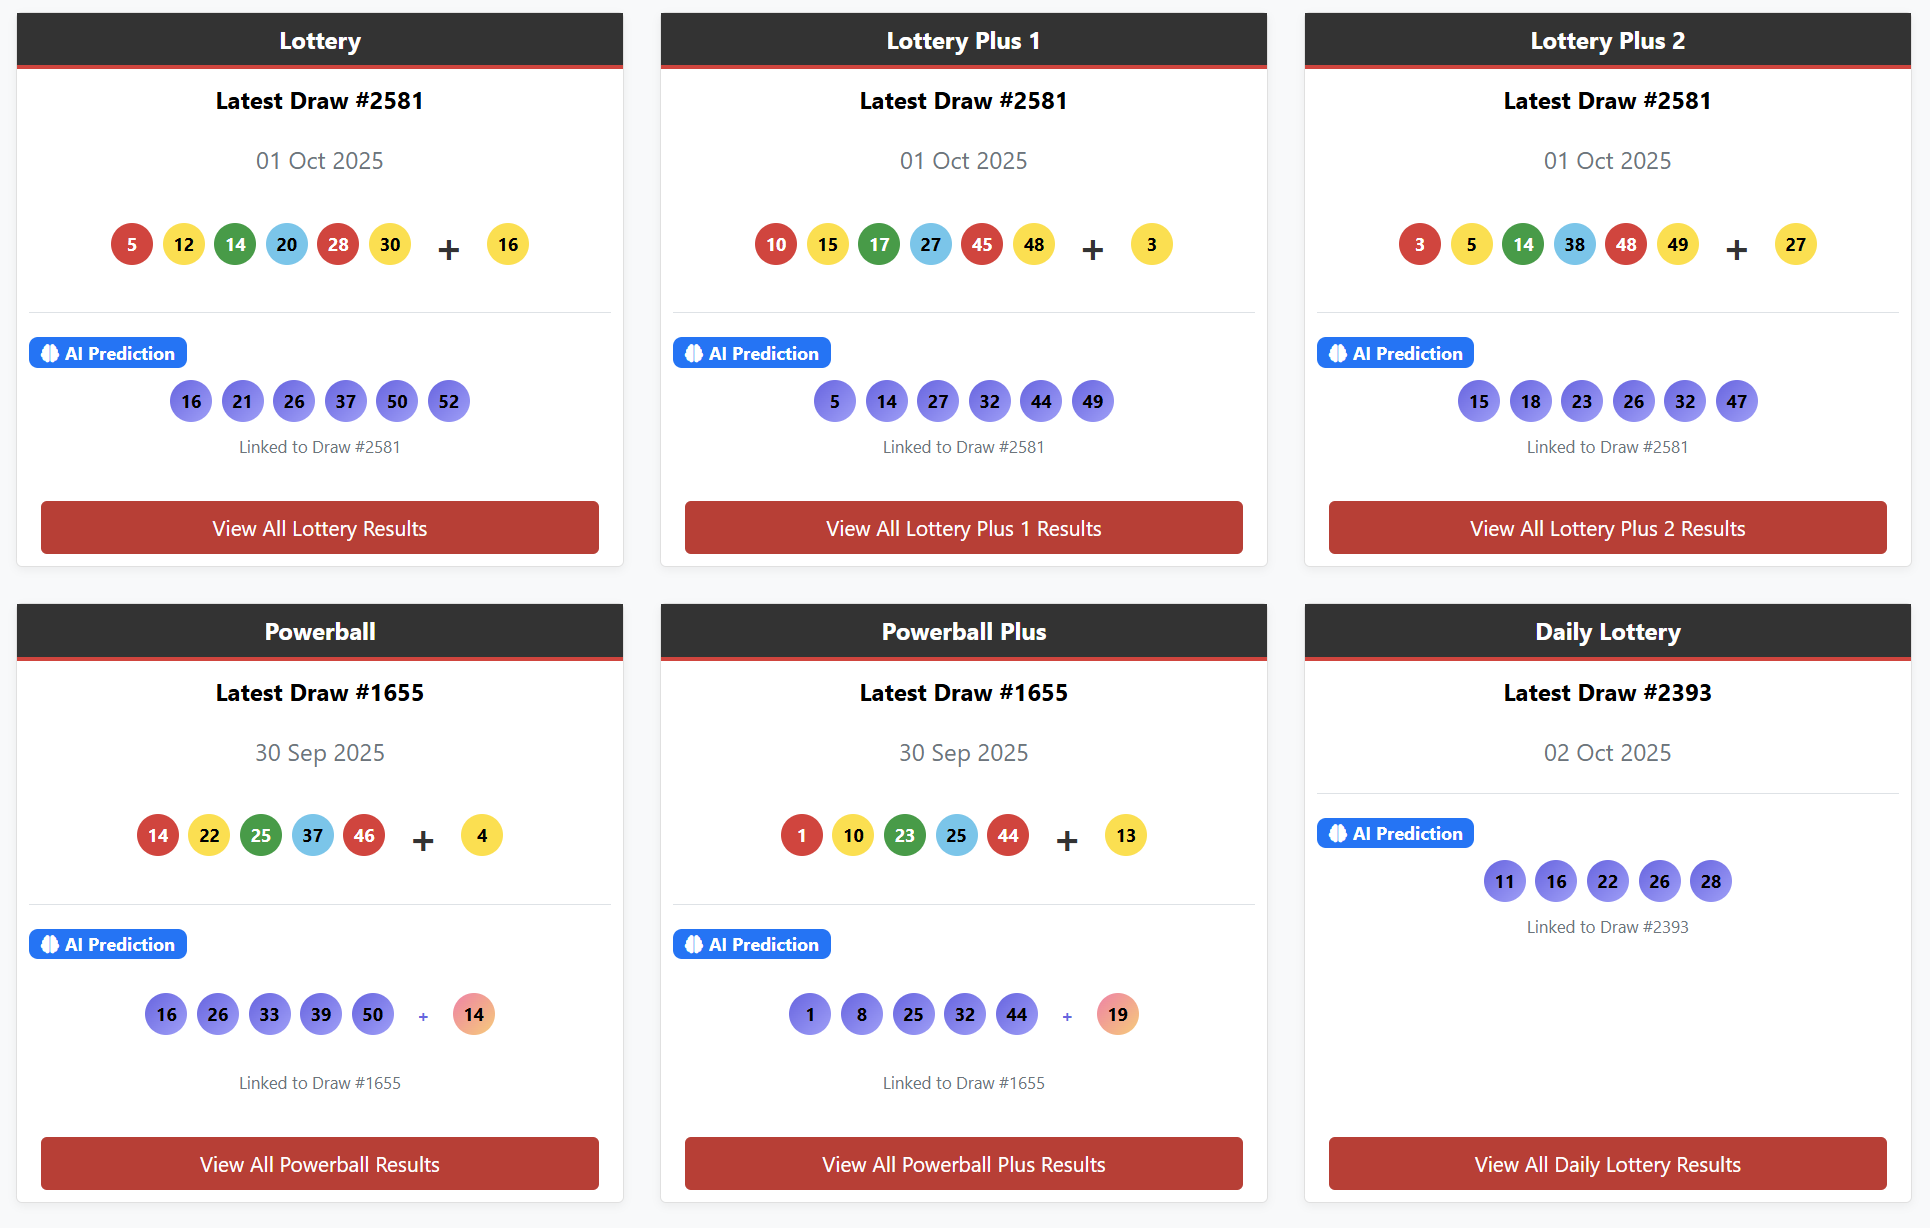 Lottery
Latest Draw #2581
01 Oct 2025
5 12 14 20 28 30 + 16
AI Prediction
16 21 26 37 50 52
Linked to Draw #2581
View All Lottery Results
Lottery Plus 1
Latest Draw #2581
01 Oct 2025
10 15 17 27 45 48 + 3
AI Prediction
5 14 27 32 44 49
Linked to Draw #2581
View All Lottery Plus 1 Results
Lottery Plus 2
Latest Draw #2581
01 Oct 2025
3 5 14 38 48 49 + 27
AI Prediction
15 18 23 26 32 47
Linked to Draw #2581
View All Lottery Plus 2 Results
Powerball
Latest Draw #1655
30 Sep 2025
14 22 25 37 46 + 4
AI Prediction
16 26 33 39 50 + 14
Linked to Draw #1655
View All Powerball Results
Powerball Plus
Latest Draw #1655
30 Sep 2025
1 10 23 25 44 + 13
AI Prediction
1 8 25 32 44 + 19
Linked to Draw #1655
View All Powerball Plus Results
Daily Lottery
Latest Draw #2393
02 Oct 2025
AI Prediction
11 16 22 26 28
Linked to Draw #2393
View All Daily Lottery Results